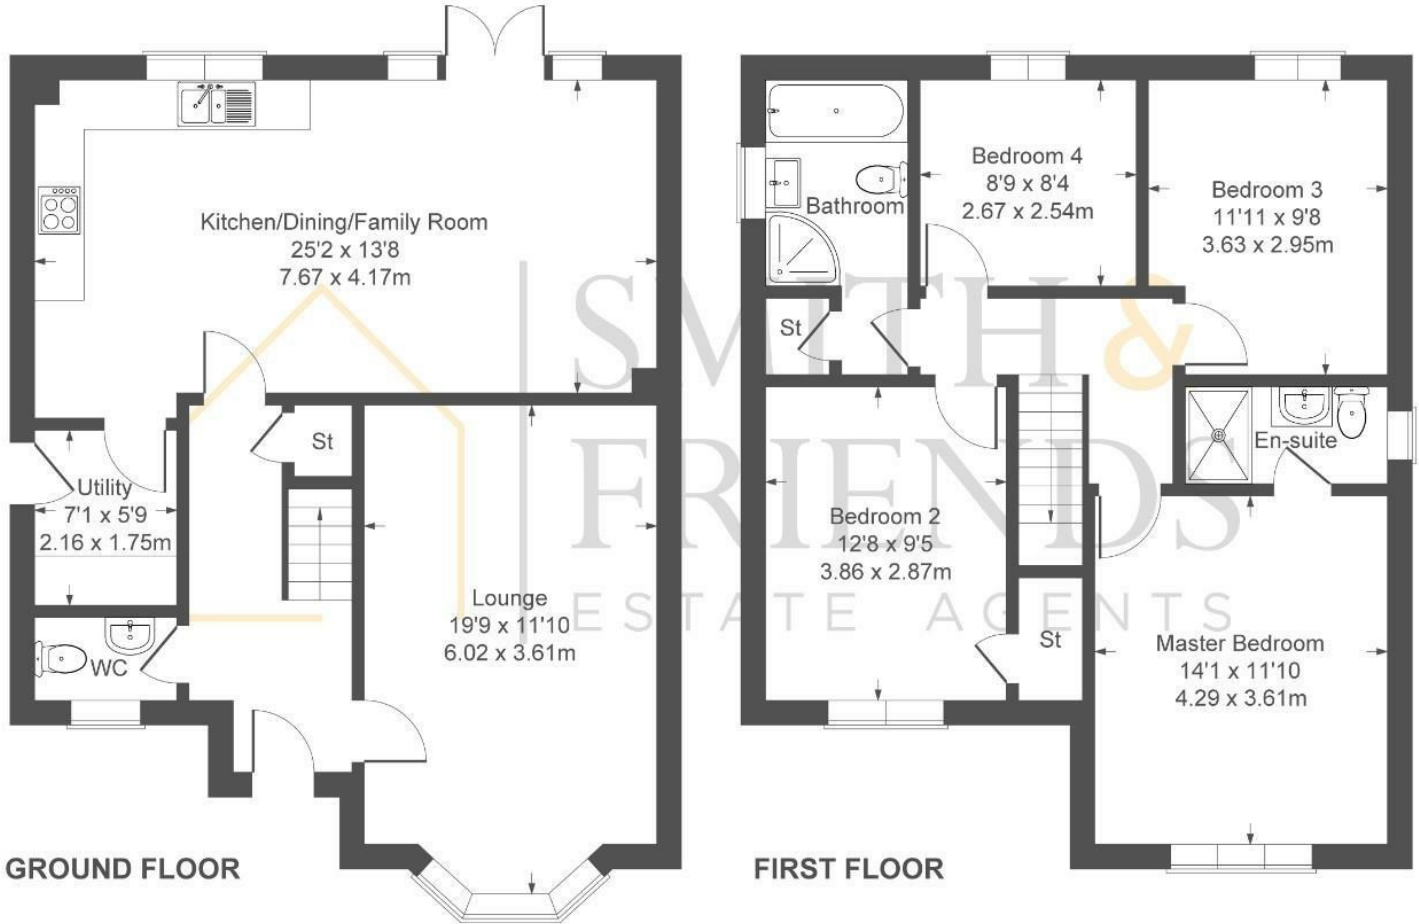 Kitchen/Dining/Family Room
25'2 x 13'8
7.67 x 4.17m
St
Utility
7'1 x 5'9
2.16 x 1.75m
WC
Lounge
19'9 x 11'10
6.02 x 3.61m
GROUND FLOOR
Bathroom
Bedroom 4
8'9 x 8'4
2.67 x 2.54m
Bedroom 3
11'11 x 9'8
3.63 x 2.95m
St
En-suite
Bedroom 2
12'8 x 9'5
3.86 x 2.87m
St
Master Bedroom
14'1 x 11'10
4.29 x 3.61m
FIRST FLOOR
SMITH &
FRIENDS
ESTATE AGENTS